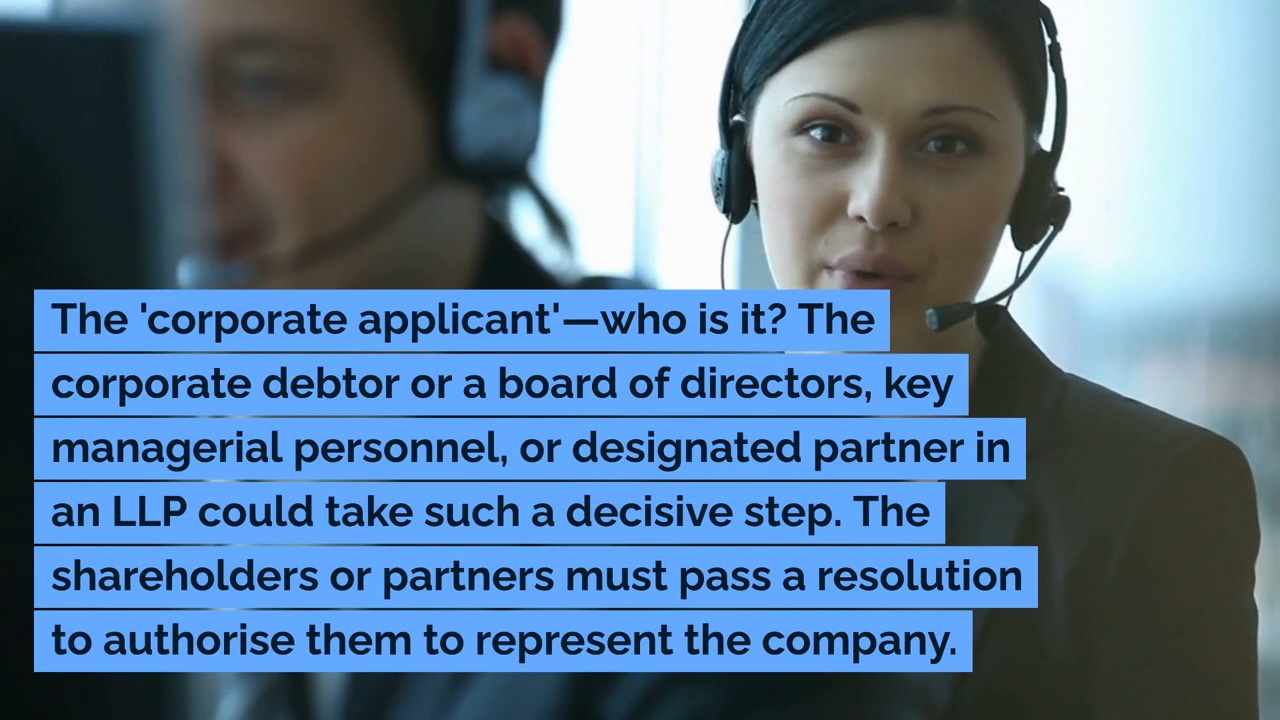 The 'corporate applicant'—who is it? The
corporate debtor or a board of directors, key
managerial personnel, or designated partner in
an LLP could take such a decisive step. The
shareholders or partners must pass a resolution
to authorise them to represent the company.